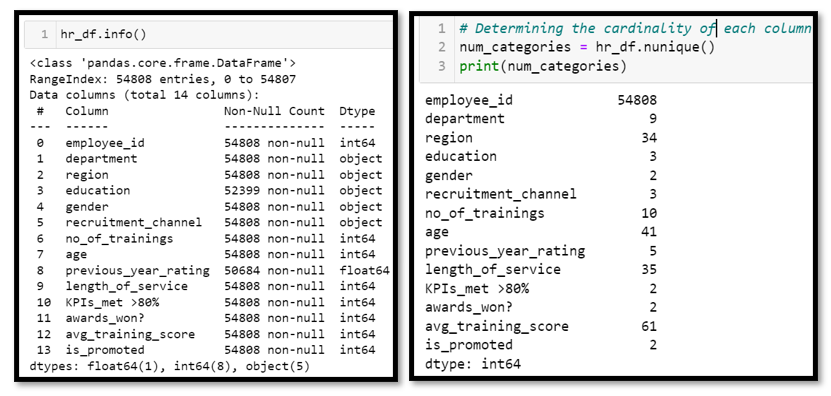 1 hr_df.info()
<class 'pandas.core.frame.DataFrame'>
RangeIndex: 54808 entries, 0 to 54807
Data columns (total 14 columns):
#   Column   Non-Null Count   Dtype
---   ------   --------------   -----
0   employee_id   54808 non-null   int64
1   department   54808 non-null   object
2   region   54808 non-null   object
3   education   52399 non-null   object
4   gender   54808 non-null   object
5   recruitment_channel   54808 non-null   object
6   no_of_trainings   54808 non-null   int64
7   age   54808 non-null   int64
8   previous_year_rating   50684 non-null   float64
9   length_of_service   54808 non-null   int64
10   KPIs_met >80%   54808 non-null   int64
11   awards_won?   54808 non-null   int64
12   avg_training_score   54808 non-null   int64
13   is_promoted   54808 non-null   int64
dtypes: float64(1), int64(8), object(5)
1 # Determining the cardinality of each column
2 num_categories = hr_df.nunique()
3 print(num_categories)
employee_id   54808
department   9
region   34
education   3
gender   2
recruitment_channel   3
no_of_trainings   10
age   41
previous_year_rating   5
length_of_service   35
KPIs_met >80%   2
awards_won?   2
avg_training_score   61
is_promoted   2
dtype: int64